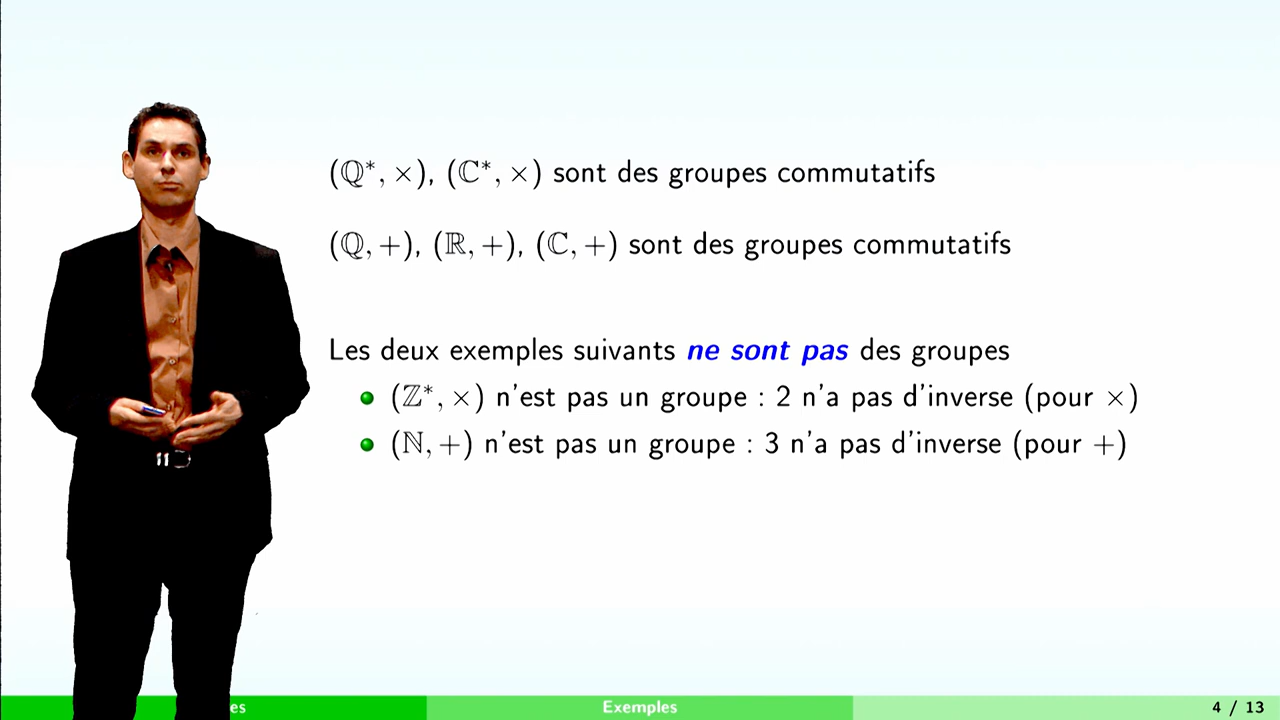 (ℚ*, ×), (ℂ*, ×) sont des groupes commutatifs
(ℚ, +), (ℝ, +), (ℂ, +) sont des groupes commutatifs
Les deux exemples suivants ne sont pas des groupes
(ℤ*, ×) n'est pas un groupe : 2 n'a pas d'inverse (pour ×)
(ℕ, +) n'est pas un groupe : 3 n'a pas d'inverse (pour +)
Exemples
4 / 13